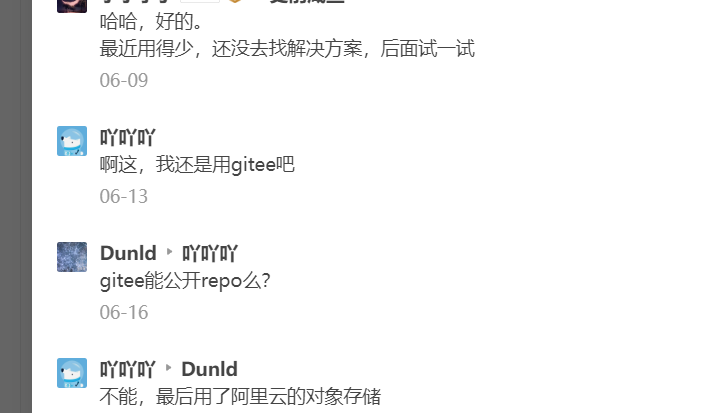 哈哈，好的。
最近用得少，还没去找解决方案，后面试一试
06-09
吖吖吖
啊这，我还是用gitee吧
06-13
Dunld ▸ 吖吖吖
gitee能公开repo么？
06-16
吖吖吖 ▸ Dunld
不能，最后用了阿里云的对象存储